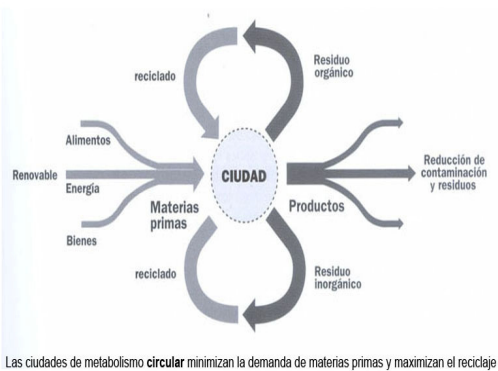 reciclado
Residuo
orgánico
Alimentos
Renovable
Energía
Bienes
Materias
primas
CIUDAD
Productos
Reducción de
contaminación
y residuos
reciclado
Residuo
inorgánico
Las ciudades de metabolismo circular minimizan la demanda de materias primas y maximizan el reciclaje